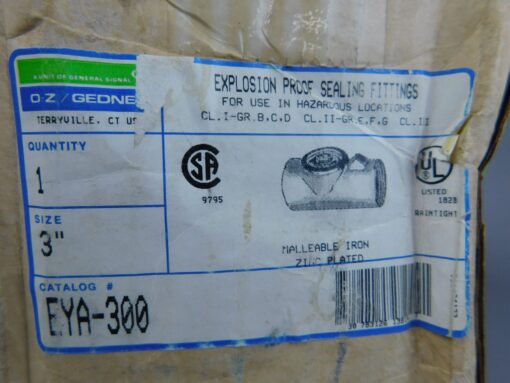 A UNIT OF GENERAL SIGNAL
O-Z/GEDNE
TERRYVILLE, CT US
EXPLOSION PROOF SEALING FITTINGS
FOR USE IN HAZARDOUS LOCATIONS
CL.I-GR.B,C,D CL.II-GR.E,F,G CL.III
QUANTITY
1
SIZE
3"
CATALOG #
EYA-300
9795
MALLEABLE IRON
ZINC PLATED
UL
LISTED
182B
RAINTIGHT